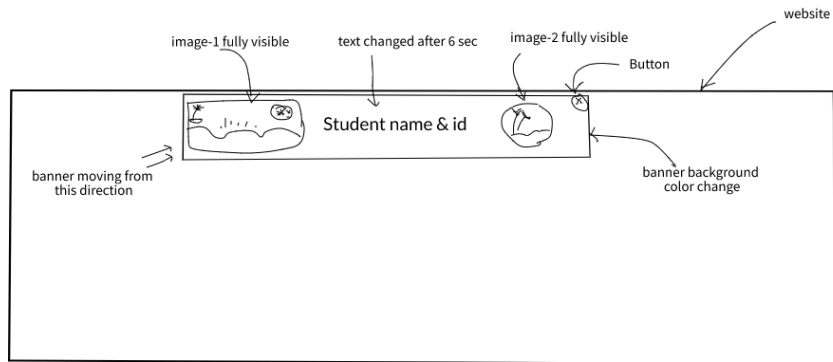 website
image-1 fully visible
text changed after 6 sec
image-2 fully visible
Button
Student name & id
banner moving from
this direction
banner background
color change